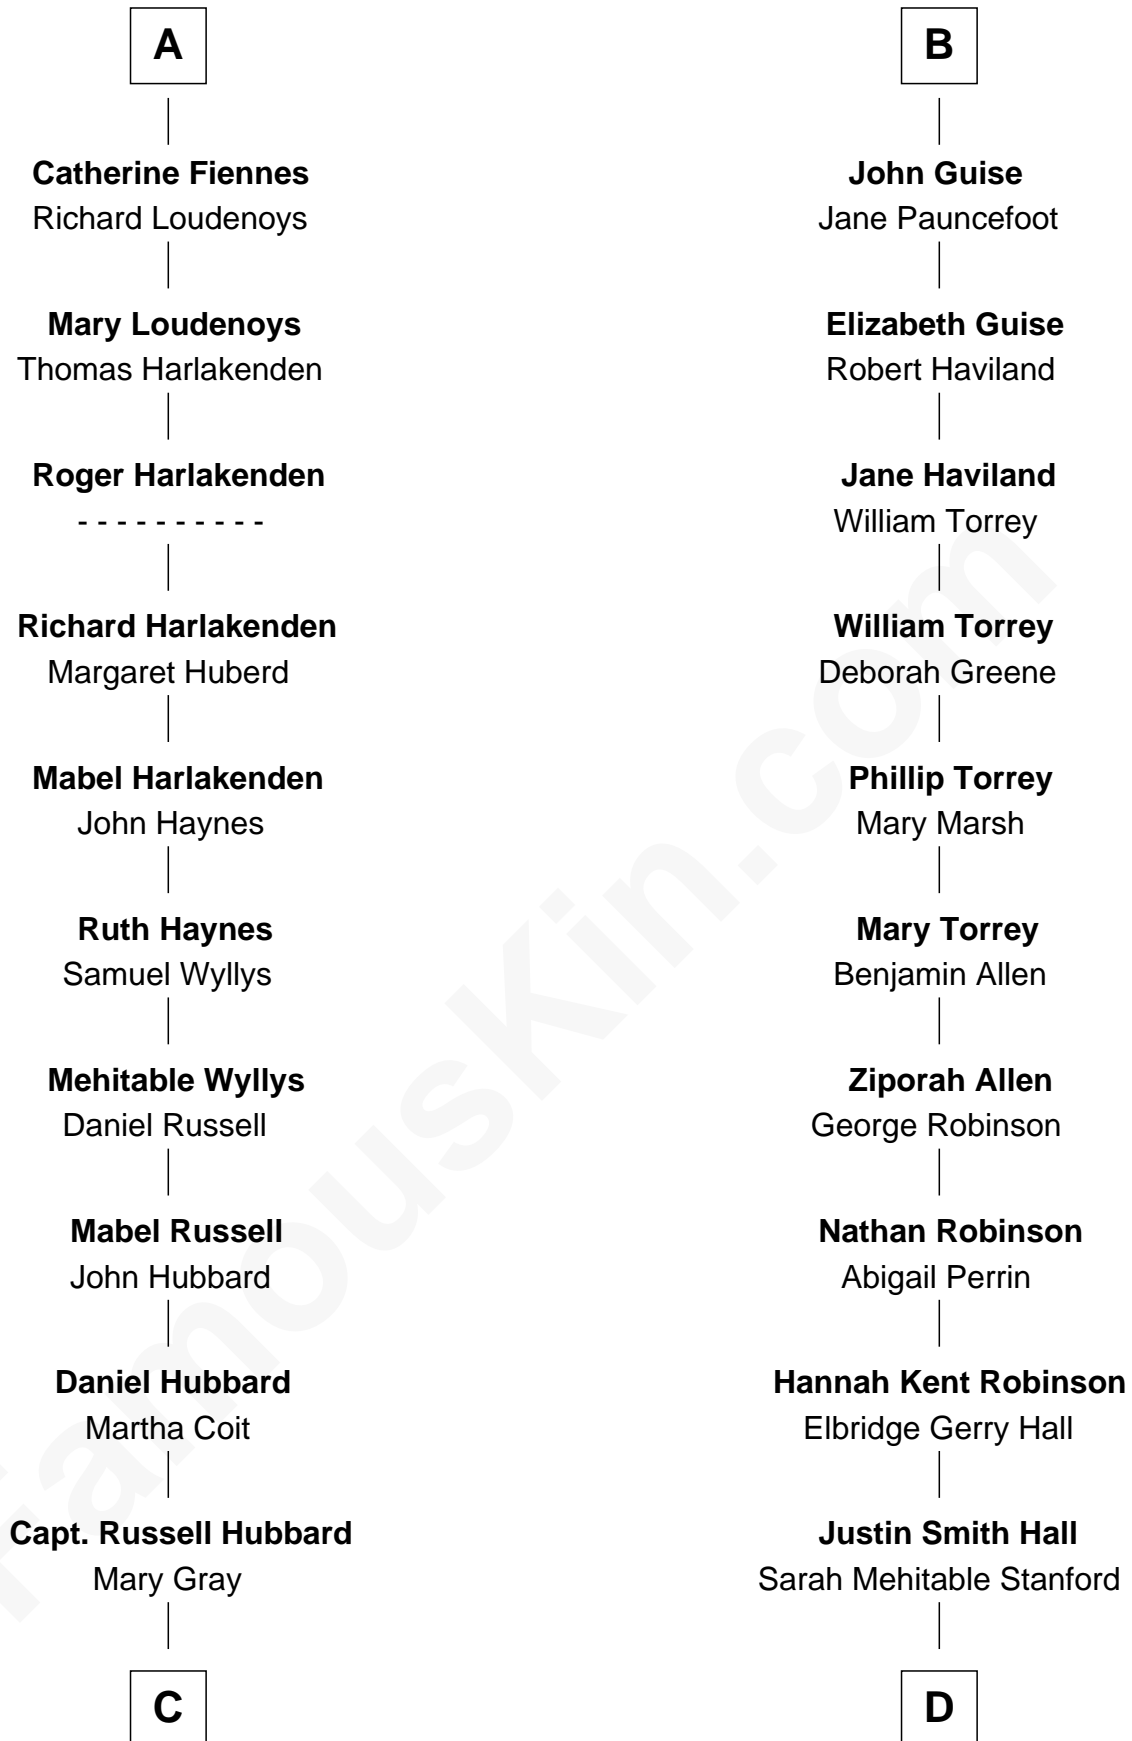 A
Catherine Fiennes
Richard Loudenoys
Mary Loudenoys
Thomas Harlakenden
Roger Harlakenden
- - - - - - - - - -
Richard Harlakenden
Margaret Huberd
Mabel Harlakenden
John Haynes
Ruth Haynes
Samuel Wyllys
Mehitable Wyllys
Daniel Russell
Mabel Russell
John Hubbard
Daniel Hubbard
Martha Coit
Capt. Russell Hubbard
Mary Gray
C
B
John Guise
Jane Pauncefoot
Elizabeth Guise
Robert Haviland
Jane Haviland
William Torrey
William Torrey
Deborah Greene
Phillip Torrey
Mary Marsh
Mary Torrey
Benjamin Allen
Ziporah Allen
George Robinson
Nathan Robinson
Abigail Perrin
Hannah Kent Robinson
Elbridge Gerry Hall
Justin Smith Hall
Sarah Mehitable Stanford
D
FamousKin.com